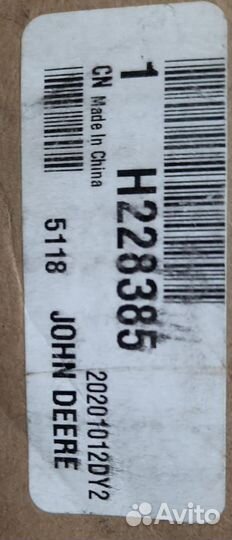 1 H228385
CN Made In China
20201012DY2
5118 JOHN DEERE
Avito